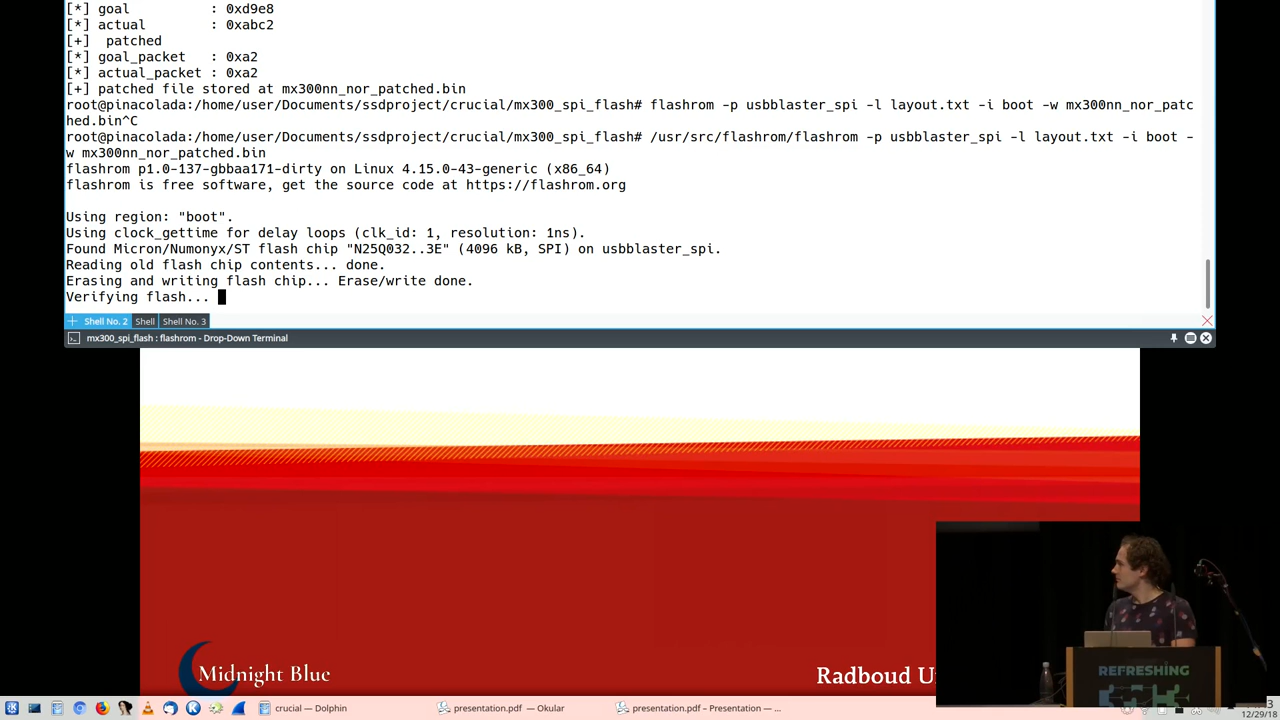 [*] goal : 0xd9e8
[*] actual : 0xabc2
[+] patched
[*] goal_packet : 0xa2
[*] actual_packet : 0xa2
[+] patched file stored at mx300nn_nor_patched.bin
root@pinacolada:/home/user/Documents/ssdproject/crucial/mx300_spi_flash# flashrom -p usbblaster_spi -l layout.txt -i boot -w mx300nn_nor_patc
hed.bin^C
root@pinacolada:/home/user/Documents/ssdproject/crucial/mx300_spi_flash# /usr/src/flashrom/flashrom -p usbblaster_spi -l layout.txt -i boot -
w mx300nn_nor_patched.bin
flashrom p1.0-137-gbbaa171-dirty on Linux 4.15.0-43-generic (x86_64)
flashrom is free software, get the source code at https://flashrom.org
Using region: "boot".
Using clock_gettime for delay loops (clk_id: 1, resolution: 1ns).
Found Micron/Numonyx/ST flash chip "N25Q032..3E" (4096 kB, SPI) on usbblaster_spi.
Reading old flash chip contents... done.
Erasing and writing flash chip... Erase/write done.
Verifying flash...
Shell No. 2 Shell Shell No. 3
mx300_spi_flash : flashrom - Drop-Down Terminal
Midnight Blue
Radboud U
REFRESHING
crucial — Dolphin
presentation.pdf — Okular
presentation.pdf – Presentation — ...
12/29/18